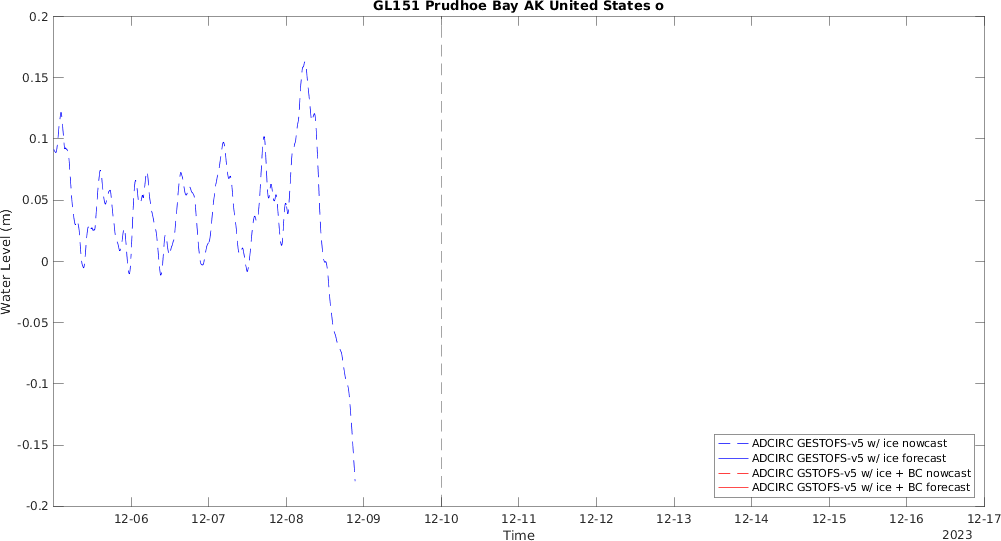 GL151 Prudhoe Bay AK United States o
0.2
0.15
0.1
0.05
0
-0.05
-0.1
-0.15
-0.2
Water Level (m)
12-06 12-07 12-08 12-09 12-10 12-11 12-12 12-13 12-14 12-15 12-16 12-17
Time
2023
ADCIRC GESTOFS-v5 w/ ice nowcast
ADCIRC GESTOFS-v5 w/ ice forecast
ADCIRC GSTOFS-v5 w/ ice + BC nowcast
ADCIRC GSTOFS-v5 w/ ice + BC forecast